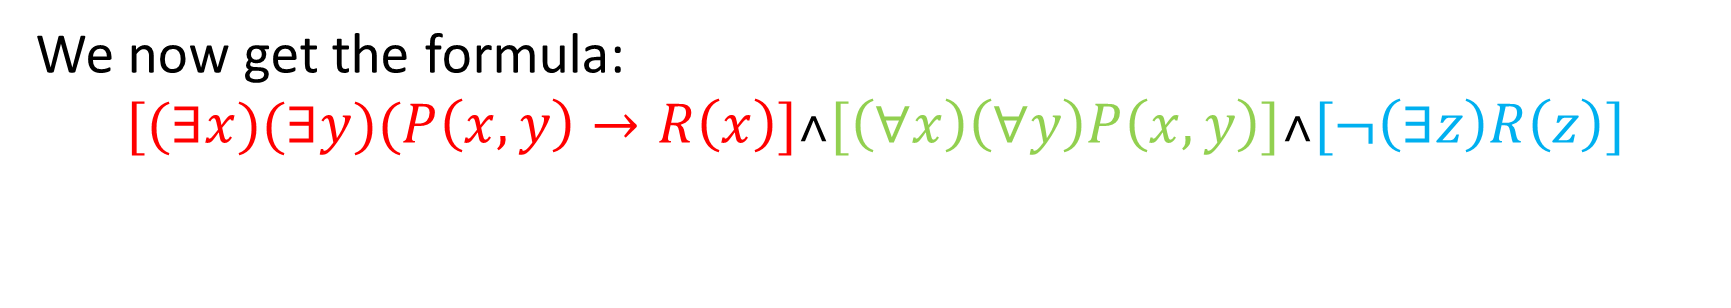 We now get the formula:
[(∃x)(∃y)(P(x, y) → R(x)]∧[(∀x)(∀y)P(x, y)]∧[¬(∃z)R(z)]